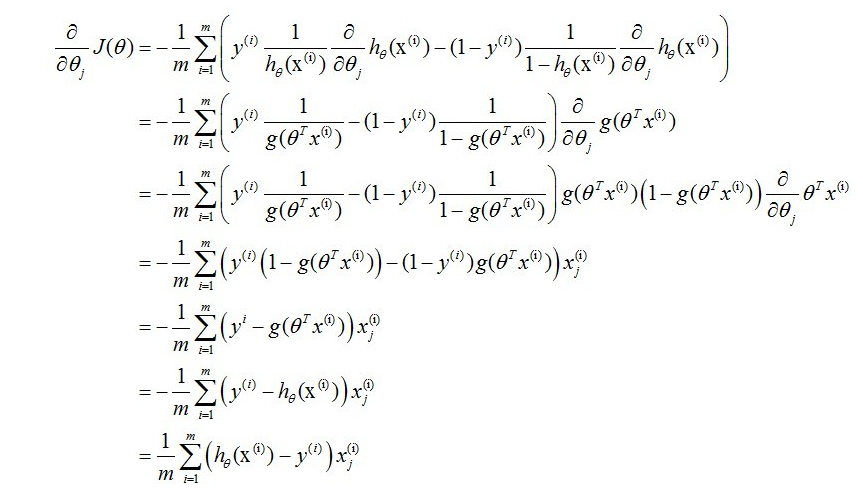 ∂/∂θ_j J(θ) = −1/m ∑_{i=1}^{m} ( y^{(i)} 1/h_θ(x^{(i)}) ∂/∂θ_j h_θ(x^{(i)}) − (1 − y^{(i)}) 1/(1 − h_θ(x^{(i)})) ∂/∂θ_j h_θ(x^{(i)}) )
= −1/m ∑_{i=1}^{m} ( y^{(i)} 1/g(θ^T x^{(i)}) − (1 − y^{(i)}) 1/(1 − g(θ^T x^{(i)})) ) ∂/∂θ_j g(θ^T x^{(i)})
= −1/m ∑_{i=1}^{m} ( y^{(i)} 1/g(θ^T x^{(i)}) − (1 − y^{(i)}) 1/(1 − g(θ^T x^{(i)})) ) g(θ^T x^{(i)}) (1 − g(θ^T x^{(i)})) ∂/∂θ_j θ^T x^{(i)}
= −1/m ∑_{i=1}^{m} ( y^{(i)} (1 − g(θ^T x^{(i)})) − (1 − y^{(i)}) g(θ^T x^{(i)}) ) x_j^{(i)}
= −1/m ∑_{i=1}^{m} ( y^i − g(θ^T x^{(i)}) ) x_j^{(i)}
= −1/m ∑_{i=1}^{m} ( y^{(i)} − h_θ(x^{(i)}) ) x_j^{(i)}
= 1/m ∑_{i=1}^{m} ( h_θ(x^{(i)}) − y^{(i)} ) x_j^{(i)}